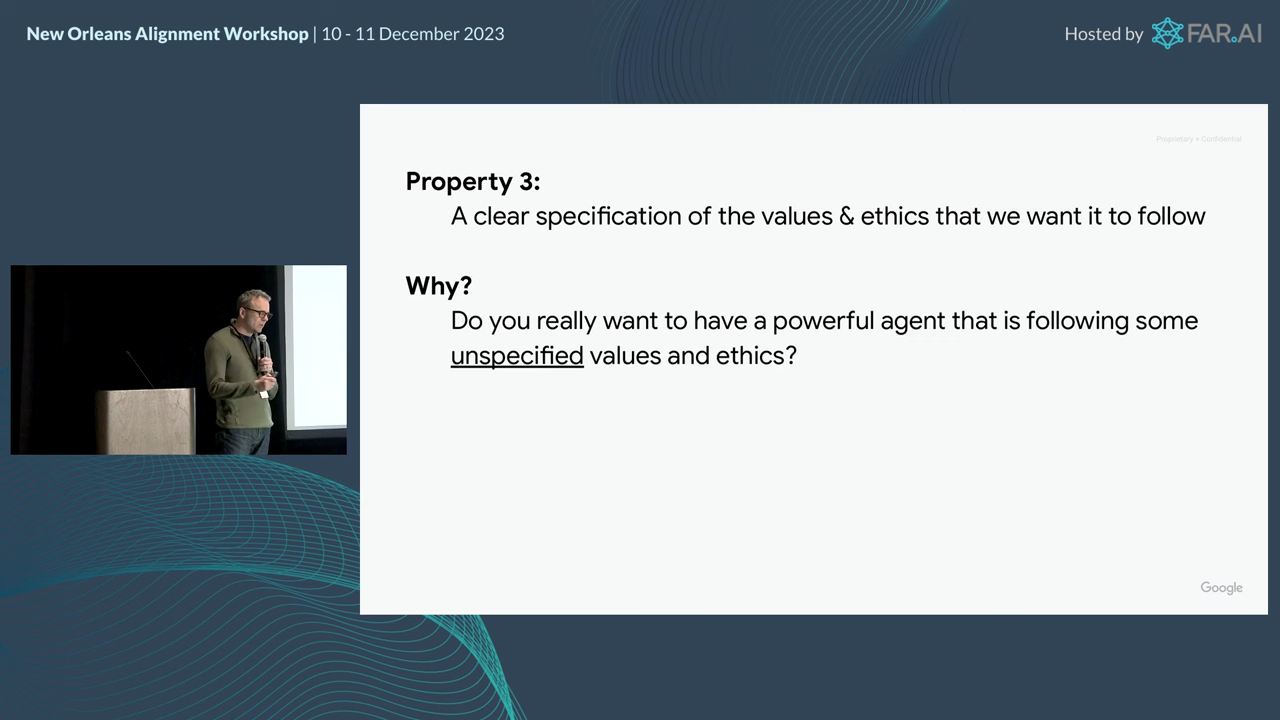 New Orleans Alignment Workshop | 10 - 11 December 2023
Hosted by FAR.AI
Proprietary + Confidential
Property 3:
A clear specification of the values & ethics that we want it to follow
Why?
Do you really want to have a powerful agent that is following some
unspecified values and ethics?
Google